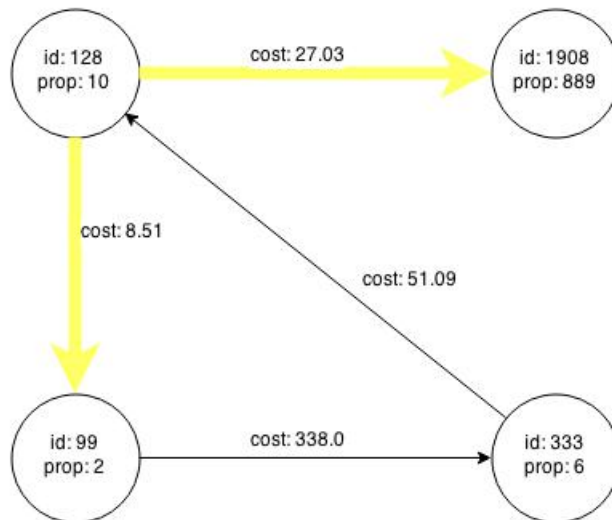 id: 128
prop: 10
cost: 27.03
id: 1908
prop: 889
cost: 8.51
cost: 51.09
id: 99
prop: 2
cost: 338.0
id: 333
prop: 6